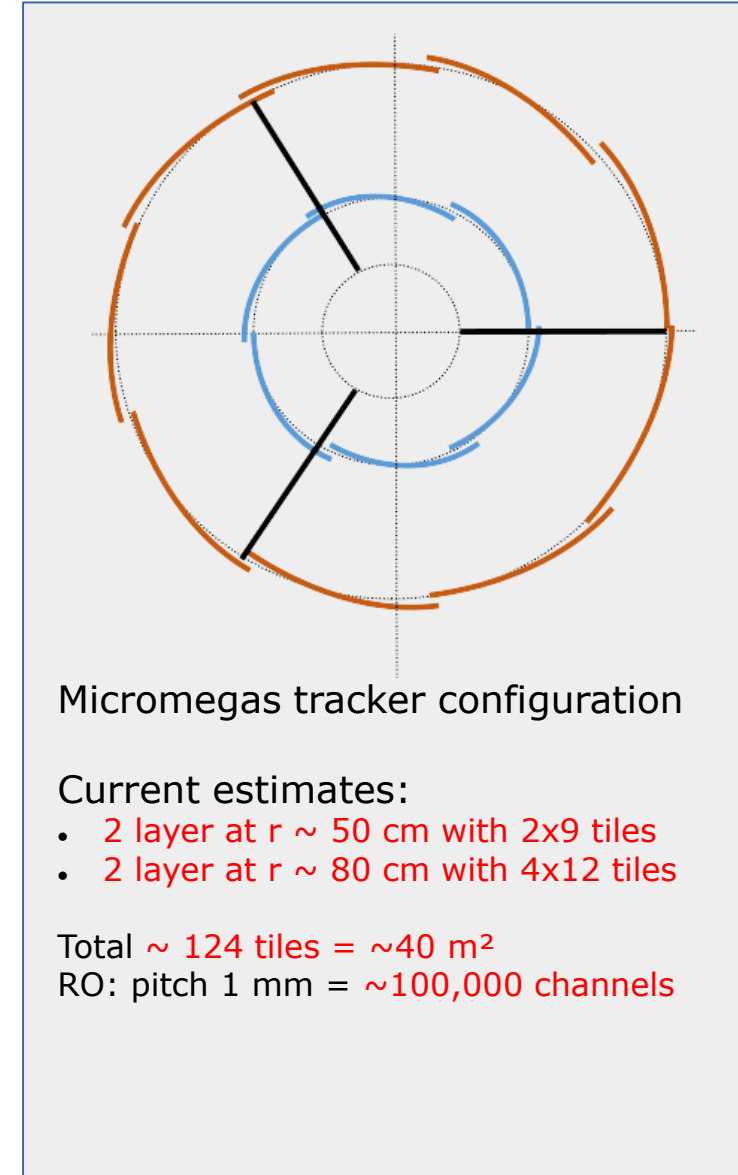 Micromegas tracker configuration
Current estimates:
• 2 layer at r ~ 50 cm with 2x9 tiles
• 2 layer at r ~ 80 cm with 4x12 tiles
Total ~ 124 tiles = ~40 m²
RO: pitch 1 mm = ~100,000 channels